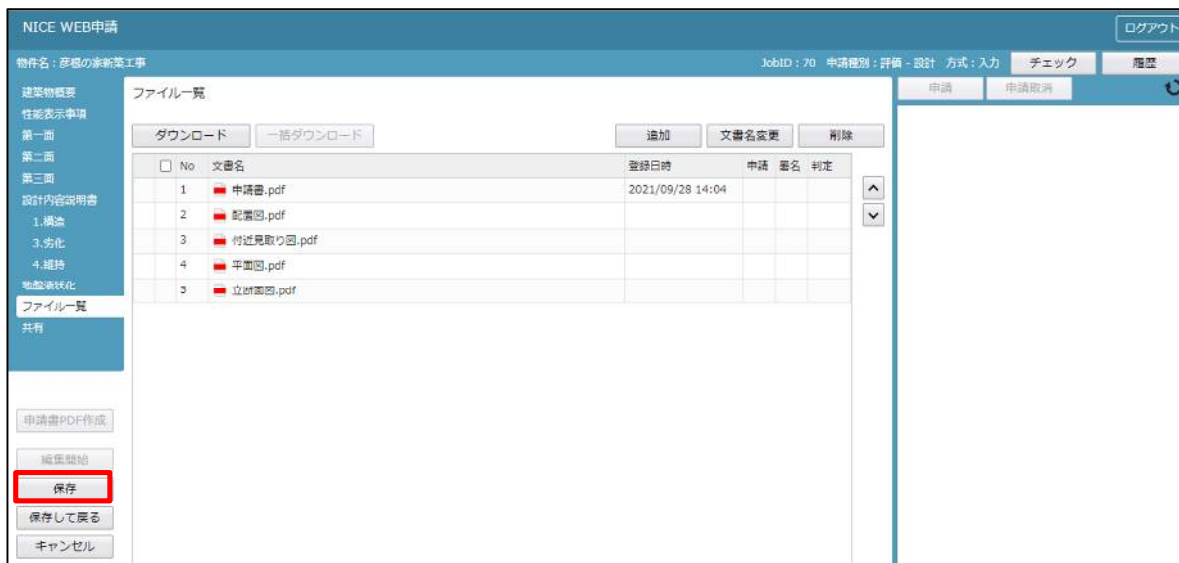 NICE WEB申請
ログアウト
物件名：彦根の家新築工事
JobID：70 申請種別：評価 - 設計 方式：入力
チェック
履歴
建築物概要
性能表示事項
第一面
第二面
第三面
設計内容説明書
1.構造
3.劣化
4.維持
地盤液状化
ファイル一覧
共有
ファイル一覧
申請
申請取消
ダウンロード
一括ダウンロード
追加
文書名変更
削除
No 文書名 登録日時 申請 署名 判定
1 申請書.pdf 2021/09/28 14:04
2 配置図.pdf
3 付近見取り図.pdf
4 平面図.pdf
5 立断面図.pdf
申請書PDF作成
編集開始
保存
保存して戻る
キャンセル